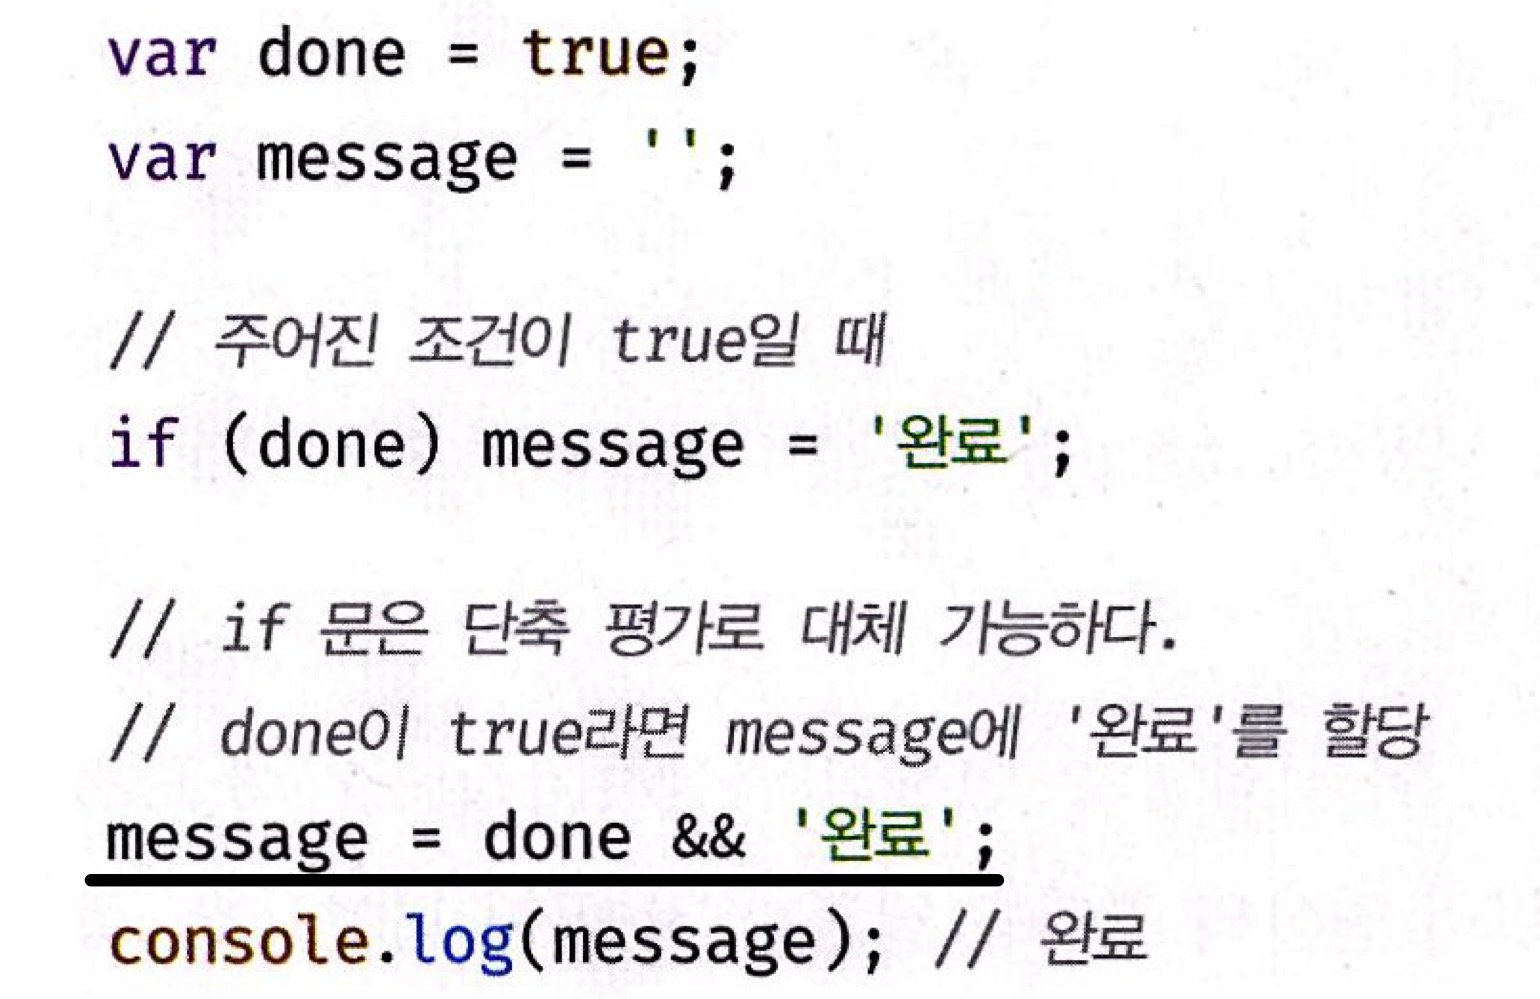 var done = true;
var message = '';
// 주어진 조건이 true일 때
if (done) message = '완료';
// if 문은 단축 평가로 대체 가능하다.
// done이 true라면 message에 '완료'를 할당
message = done && '완료';
console.log(message); // 완료